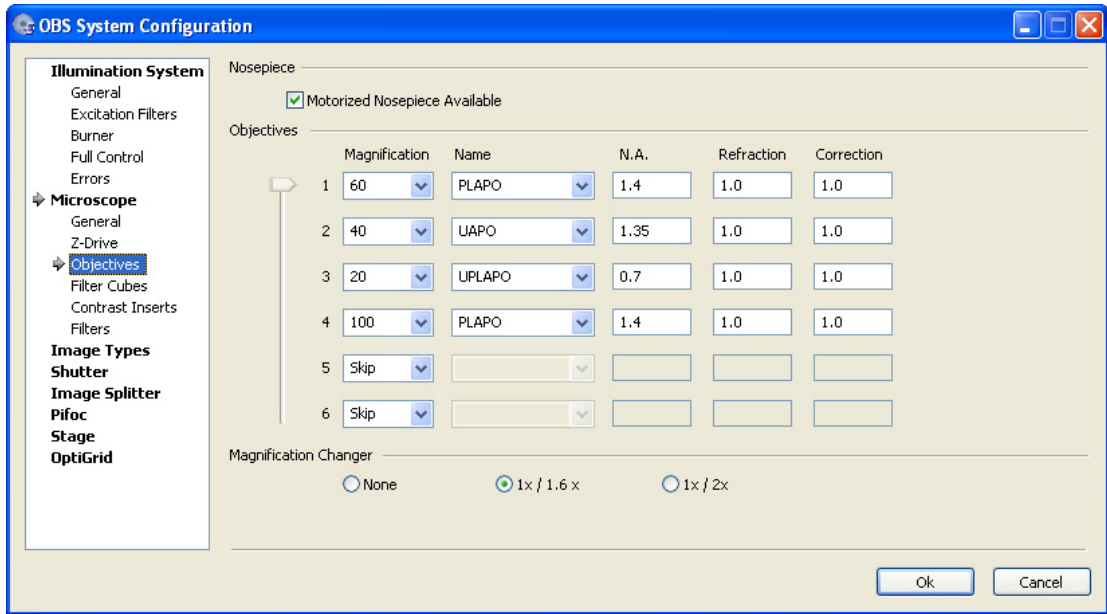 OBS System Configuration
Illumination System
General
Excitation Filters
Burner
Full Control
Errors
Microscope
General
Z-Drive
Objectives
Filter Cubes
Contrast Inserts
Filters
Image Types
Shutter
Image Splitter
Pifoc
Stage
OptiGrid
Nosepiece
Motorized Nosepiece Available
Objectives
Magnification Name N.A. Refraction Correction
1 60 PLAPO 1.4 1.0 1.0
2 40 UAPO 1.35 1.0 1.0
3 20 UPLAPO 0.7 1.0 1.0
4 100 PLAPO 1.4 1.0 1.0
5 Skip
6 Skip
Magnification Changer
None 1x / 1.6 x 1x / 2x
Ok Cancel